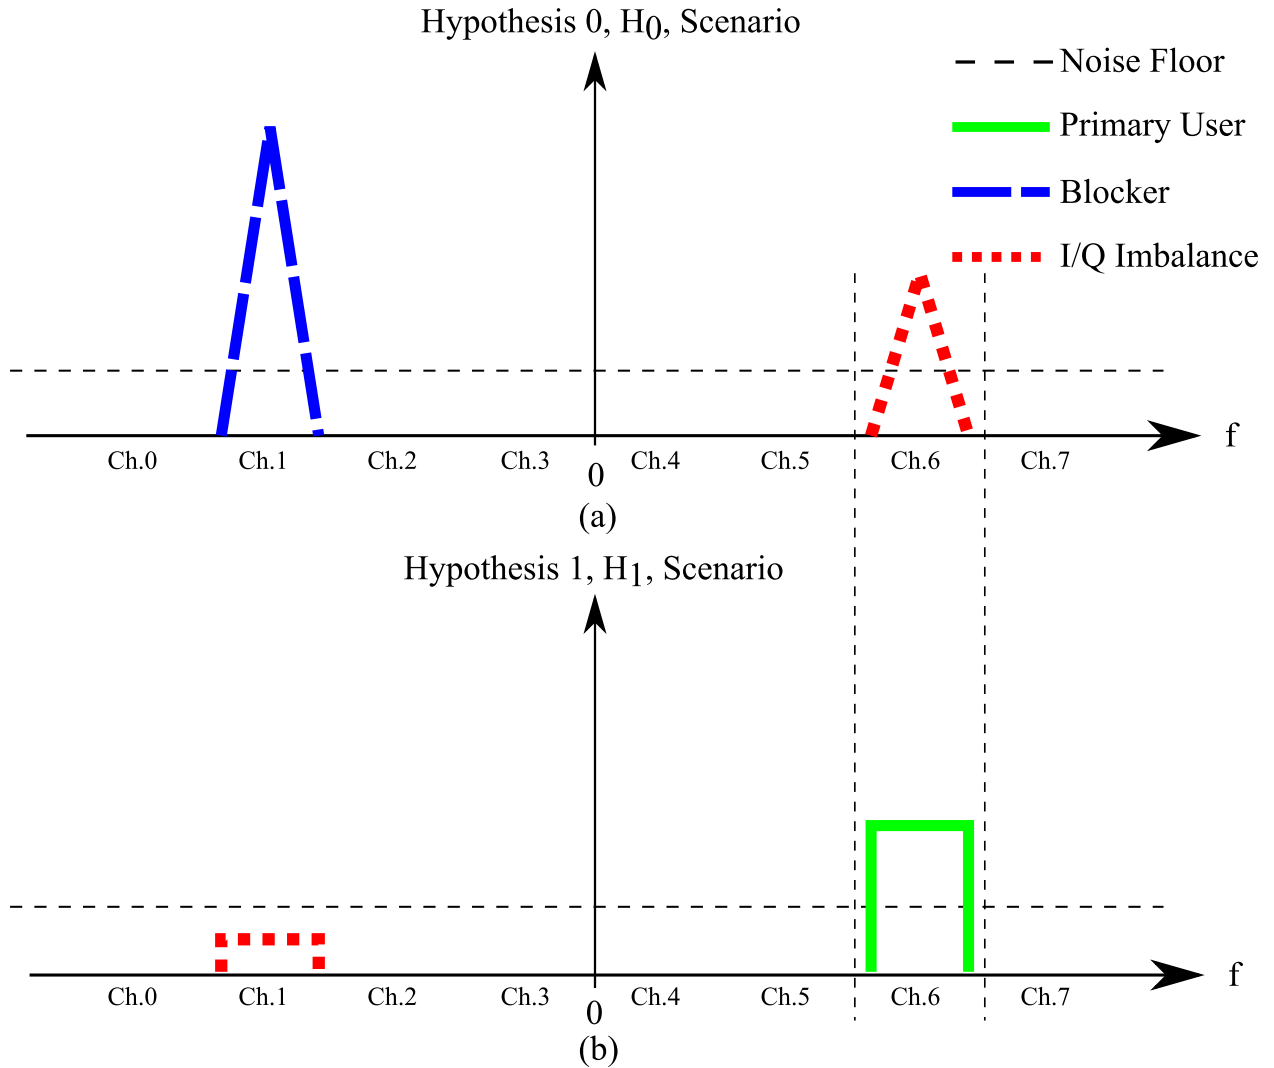 Hypothesis 0, H0, Scenario
Noise Floor
Primary User
Blocker
I/Q Imbalance
f
Ch.0 Ch.1 Ch.2 Ch.3 Ch.4 Ch.5 Ch.6 Ch.7
0
(a)
Hypothesis 1, H1, Scenario
f
Ch.0 Ch.1 Ch.2 Ch.3 Ch.4 Ch.5 Ch.6 Ch.7
0
(b)